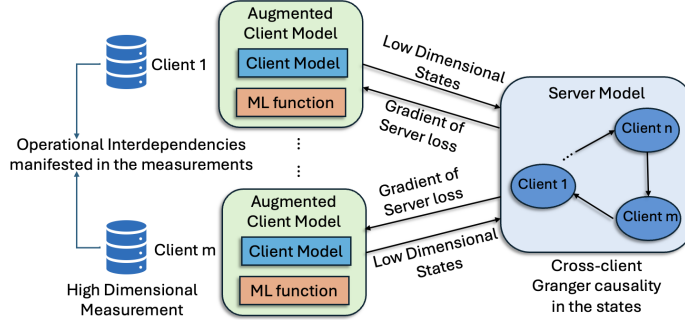 Client 1
Operational Interdependencies
manifested in the measurements
Client m
High Dimensional
Measurement
Augmented
Client Model
Client Model
ML function
Augmented
Client Model
Client Model
ML function
Low Dimensional
States
Gradient of
Server loss
Gradient of
Server loss
Low Dimensional
States
Server Model
Client n
Client 1
Client m
Cross-client
Granger causality
in the states